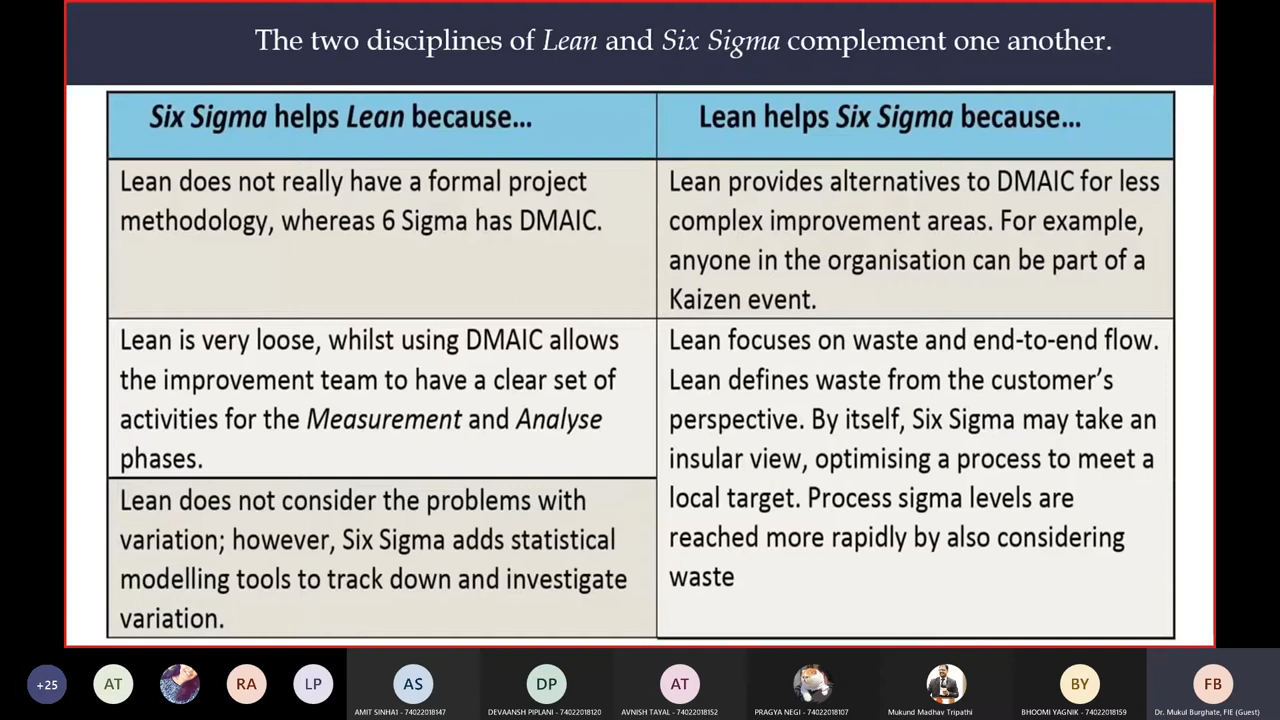 The two disciplines of Lean and Six Sigma complement one another.
Six Sigma helps Lean because...
Lean does not really have a formal project
methodology, whereas 6 Sigma has DMAIC.
Lean is very loose, whilst using DMAIC allows
the improvement team to have a clear set of
activities for the Measurement and Analyse
phases.
Lean does not consider the problems with
variation; however, Six Sigma adds statistical
modelling tools to track down and investigate
variation.
Lean helps Six Sigma because...
Lean provides alternatives to DMAIC for less
complex improvement areas. For example,
anyone in the organisation can be part of a
Kaizen event.
Lean focuses on waste and end-to-end flow.
Lean defines waste from the customer's
perspective. By itself, Six Sigma may take an
insular view, optimising a process to meet a
local target. Process sigma levels are
reached more rapidly by also considering
waste
+25
AT
RA
LP
AS
AMIT SINHA1 - 74022018147
DP
DEVAANSH PIPLANI - 74022018120
AT
AVNISH TAYAL - 74022018152
PRAGYA NEGI - 74022018107
Mukund Madhav Tripathi
BY
BHOOMI YAGNIK - 74022018159
FB
Dr. Mukul Burghate, FIE (Guest)